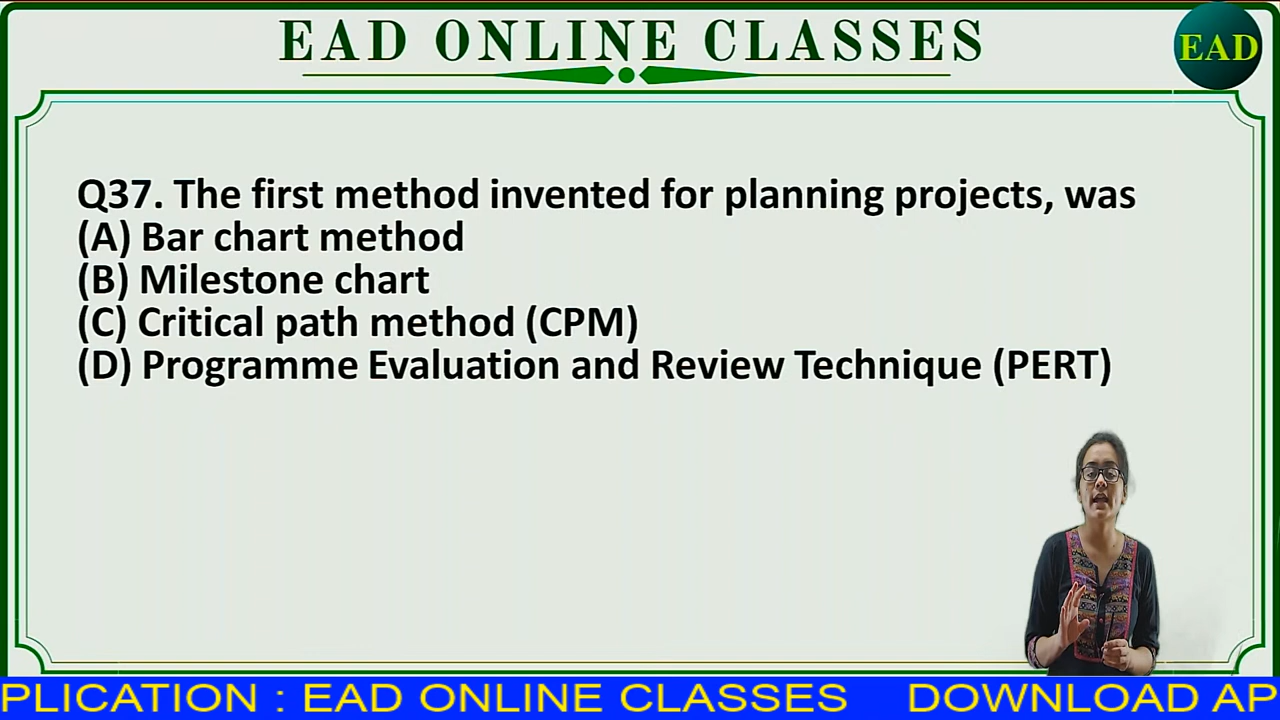 EAD ONLINE CLASSES
EAD
Q37. The first method invented for planning projects, was
(A) Bar chart method
(B) Milestone chart
(C) Critical path method (CPM)
(D) Programme Evaluation and Review Technique (PERT)
PLICATION : EAD ONLINE CLASSES DOWNLOAD AP